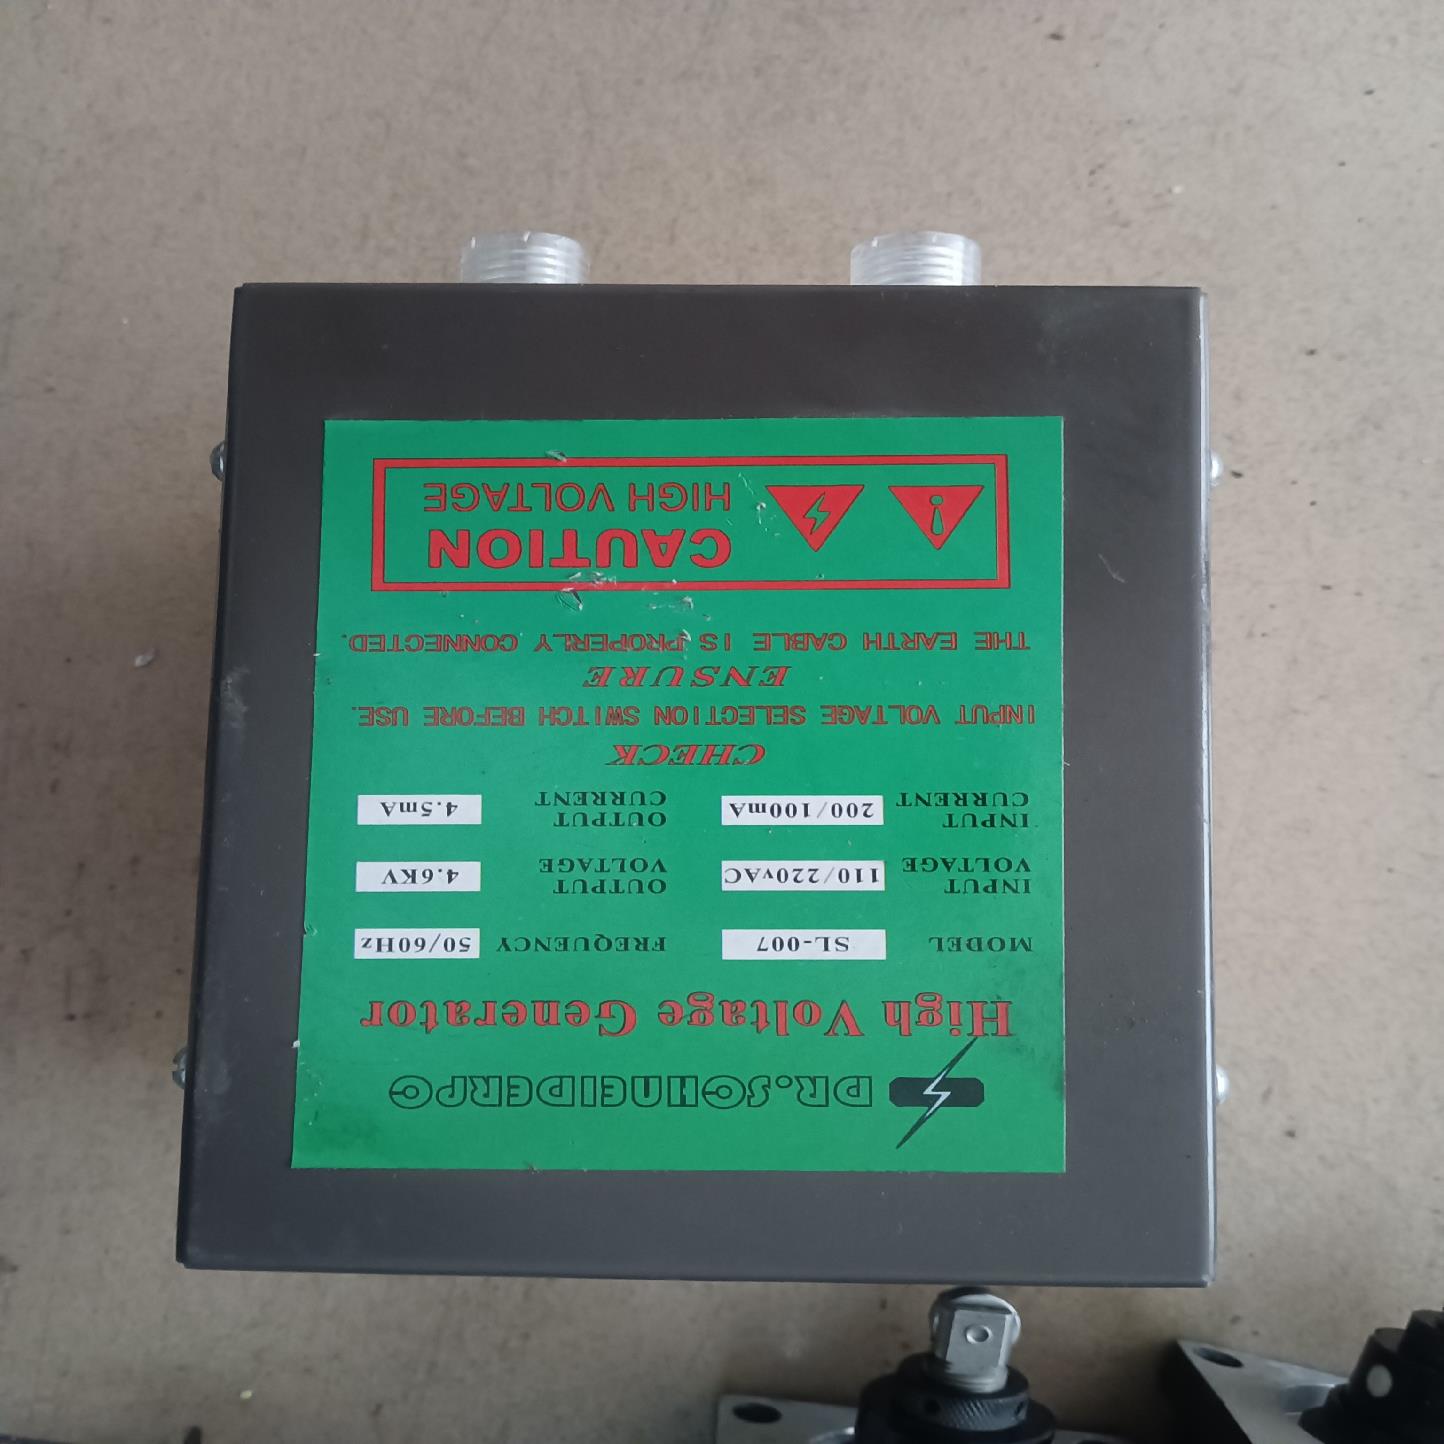 DR.SCHNEIDERPC
High Voltage Generator
MODEL SL-007 FREQUENCY 50/60Hz
INPUT VOLTAGE 110/220vAC OUTPUT VOLTAGE 4.6KV
INPUT CURRENT 200/100mA OUTPUT CURRENT 4.5mA
CHECK
INPUT VOLTAGE SELECTION SWITCH BEFORE USE.
ENSURE
THE EARTH CABLE IS PROPERLY CONNECTED.
CAUTION
HIGH VOLTAGE